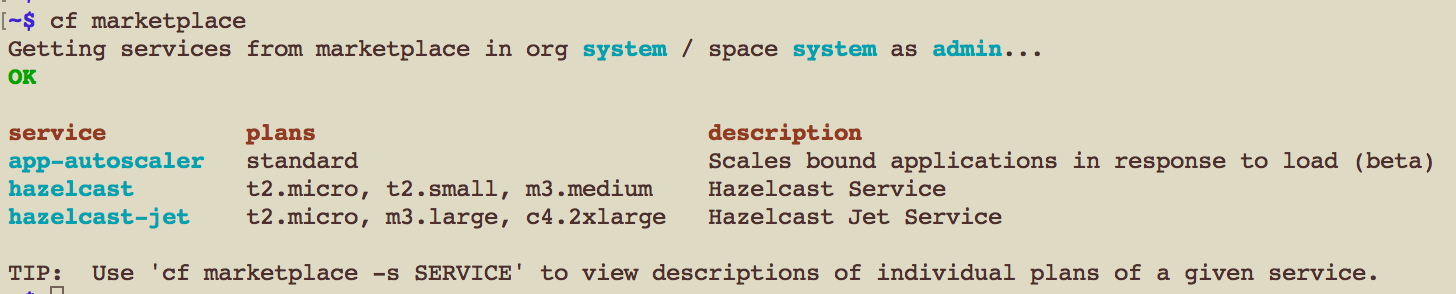 ~$ cf marketplace
Getting services from marketplace in org system / space system as admin...
OK
service plans description
app-autoscaler standard Scales bound applications in response to load (beta)
hazelcast t2.micro, t2.small, m3.medium Hazelcast Service
hazelcast-jet t2.micro, m3.large, c4.2xlarge Hazelcast Jet Service
TIP: Use 'cf marketplace -s SERVICE' to view descriptions of individual plans of a given service.